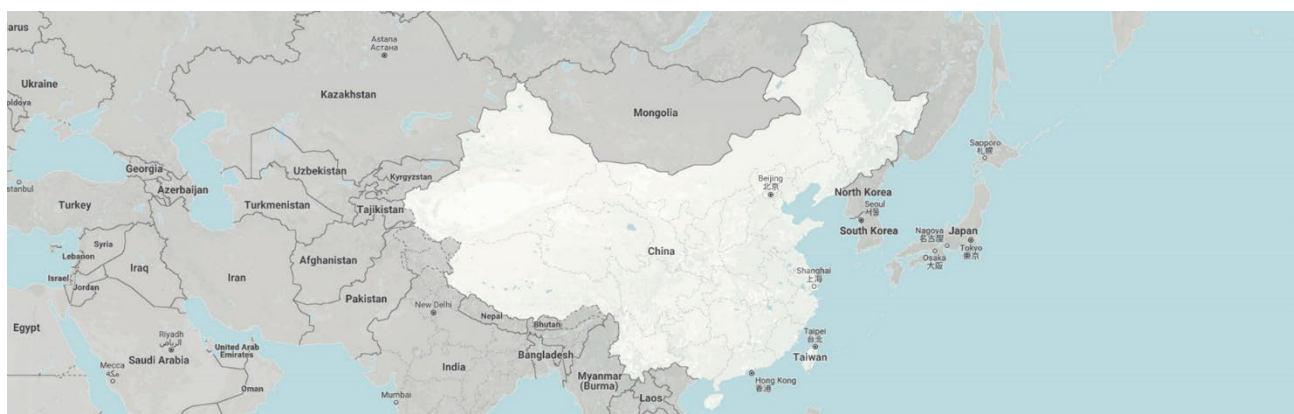 arus
Astana
Астана
Ukraine
oldova
Kazakhstan
Mongolia
Sapporo
札幌
Georgia
Azerbaijan
Uzbekistan
Kyrgyzstan
Beijing
北京
stanbul
Turkey
Turkmenistan
Tajikistan
North Korea
Seoul
서울
South Korea
Nagoya
名古屋
Japan
Tokyo
東京
Osaka
大阪
Syria
Lebanon
Iraq
Iran
Afghanistan
China
Shanghai
上海
Israel
Jordan
Pakistan
New Delhi
Nepal
Bhutan
Egypt
Riyadh
الرياض
Saudi Arabia
United Arab
Emirates
Bangladesh
India
Taipei
台北
Taiwan
Mecca
مكة
Oman
Mumbai
Myanmar
(Burma)
Laos
Hong Kong
香港